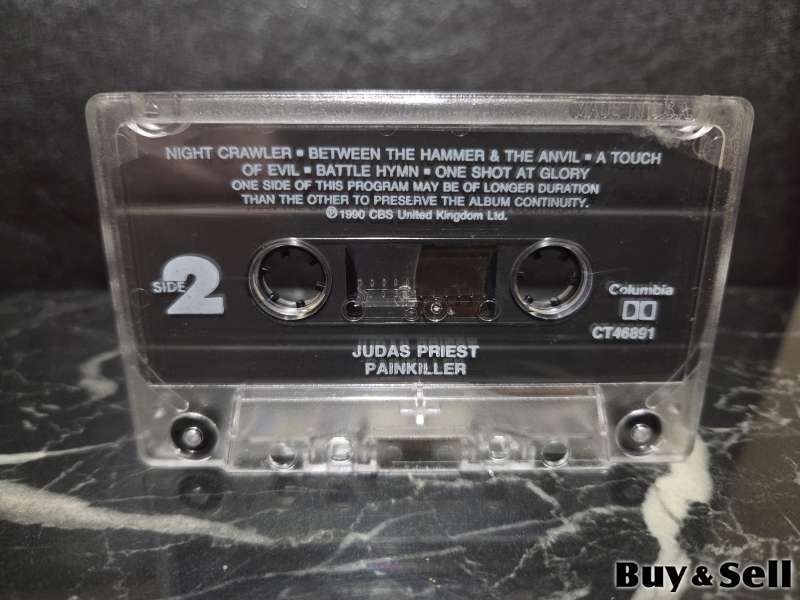 MADE IN U.S.A.
NIGHT CRAWLER ▪ BETWEEN THE HAMMER & THE ANVIL ▪ A TOUCH
OF EVIL ▪ BATTLE HYMN ▪ ONE SHOT AT GLORY
ONE SIDE OF THIS PROGRAM MAY BE OF LONGER DURATION
THAN THE OTHER TO PRESERVE THE ALBUM CONTINUITY.
℗1990 CBS United Kingdom Ltd.
SIDE 2
Columbia
CT46891
JUDAS PRIEST
PAINKILLER
Buy & Sell